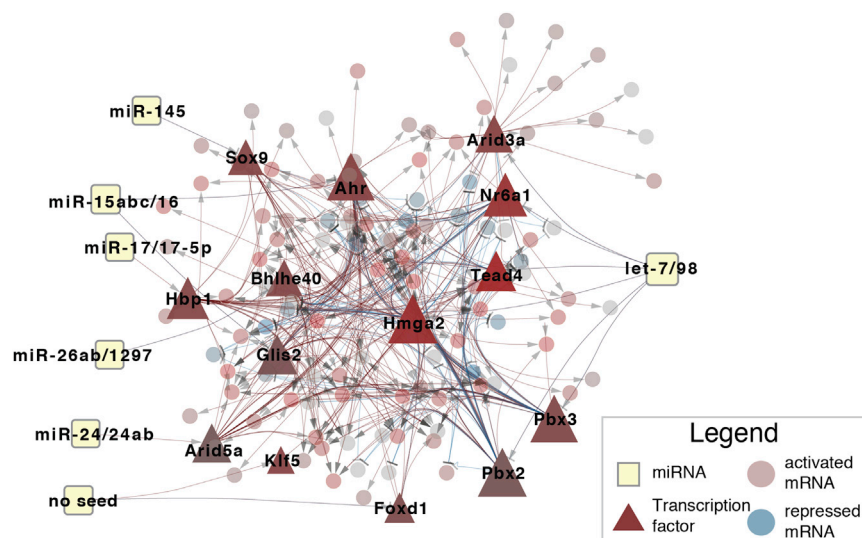 miR-145
Arid3a
Sox9
Ahr
Nr6a1
miR-15abc/16
miR-17/17-5p
let-7/98
Bhlhe40
Tead4
Hbp1
Hmga2
miR-26ab/1297
Glis2
Pbx3
miR-24/24ab
Arid5a
Klf5
Pbx2
no seed
Foxd1
Legend
miRNA
activated
mRNA
Transcription
factor
repressed
mRNA